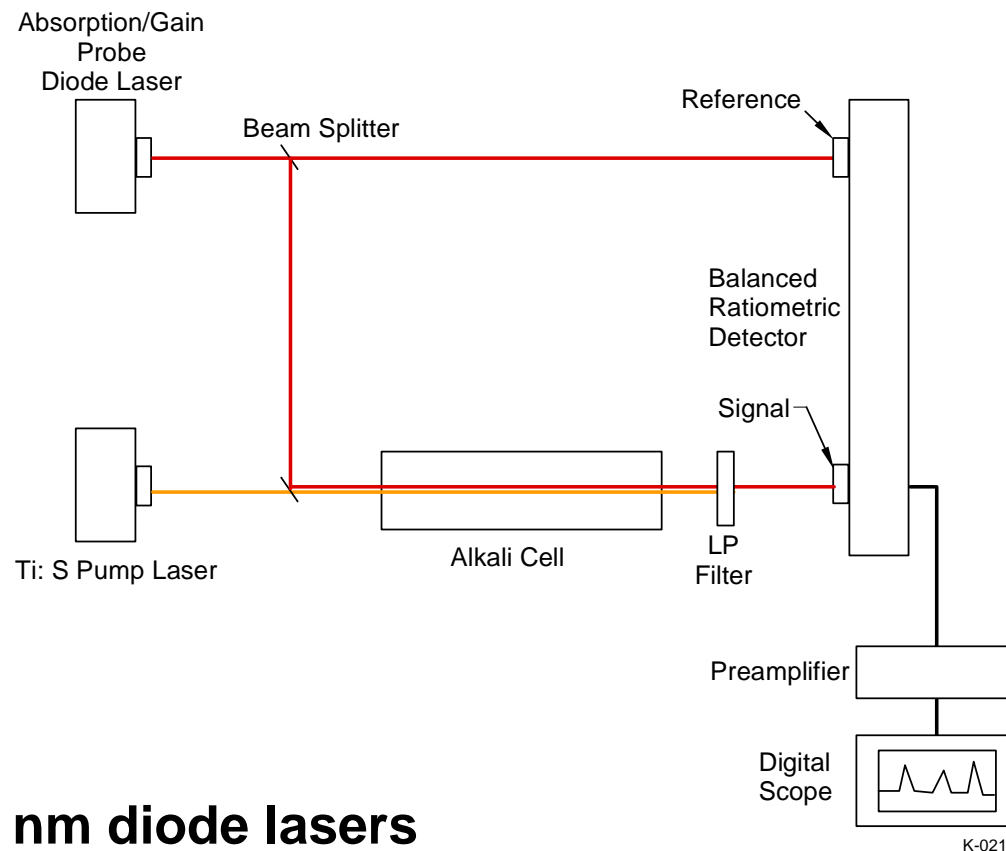 Absorption/Gain
Probe
Diode Laser
Beam Splitter
Reference
Balanced
Ratiometric
Detector
Signal
Ti: S Pump Laser
Alkali Cell
LP
Filter
Preamplifier
Digital
Scope
nm diode lasers
K-021